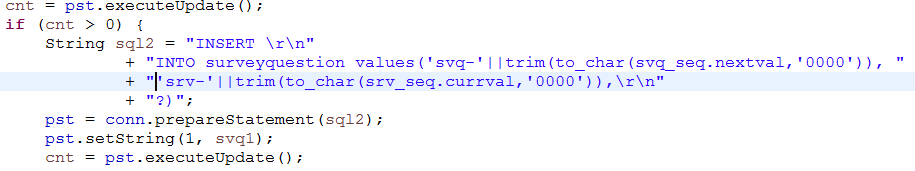 cnt = pst.executeUpdate();
if (cnt > 0) {
String sql2 = "INSERT \r\n"
+ "INTO surveyquestion values('svq-'||trim(to_char(svq_seq.nextval,'0000')), "
+ "'srv-'||trim(to_char(srv_seq.currval,'0000')),\r\n"
+ "?)";
pst = conn.prepareStatement(sql2);
pst.setString(1, svq1);
cnt = pst.executeUpdate();